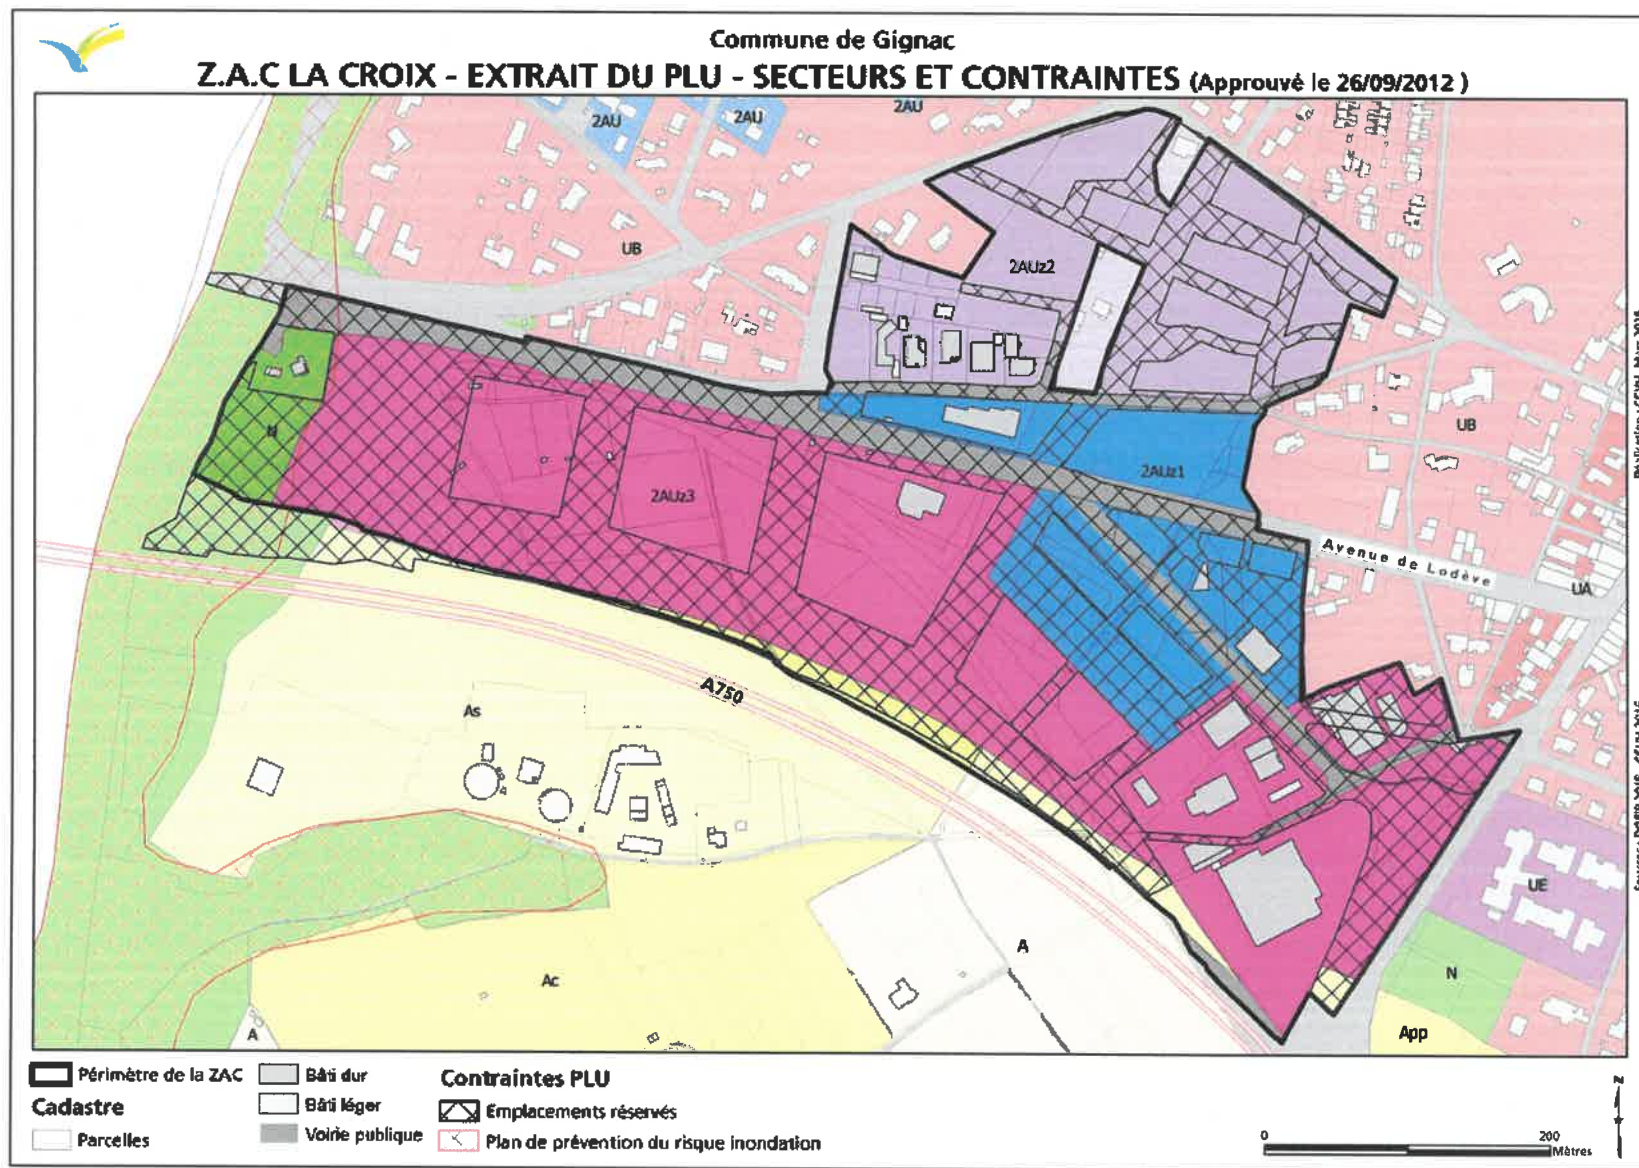 Commune de Gignac
Z.A.C LA CROIX - EXTRAIT DU PLU - SECTEURS ET CONTRAINTES (Approuvé le 26/09/2012 )
2AU
2AU
2AU
UB
2AUz2
N
2AUz3
2AUz1
UB
Avenue de Lodève
UA
A750
As
UE
Ac
A
N
A
App
Périmètre de la ZAC
Cadastre
Parcelles
Bâti dur
Bâti léger
Voirie publique
Contraintes PLU
Emplacements réservés
Plan de prévention du risque inondation
N
0
200
Mètres